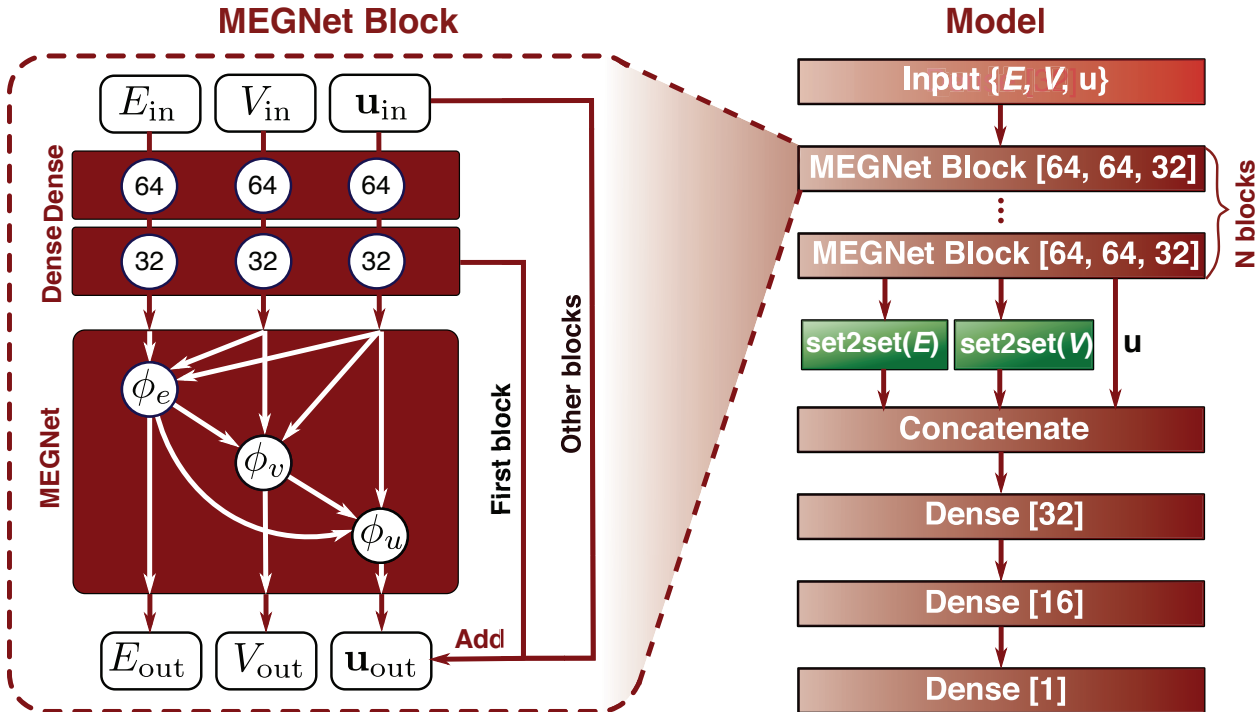 MEGNet Block
E_in V_in u_in
Dense
64 64 64
Dense
32 32 32
MEGNet
ϕ_e
ϕ_v
ϕ_u
First block
Other blocks
Add
E_out V_out u_out
Model
Input {E, V, u}
MEGNet Block [64, 64, 32]
⋮
MEGNet Block [64, 64, 32]
N blocks
set2set(E) set2set(V) u
Concatenate
Dense [32]
Dense [16]
Dense [1]